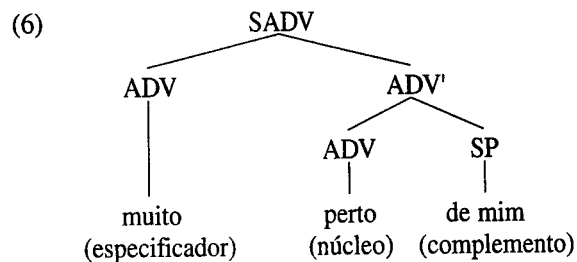 (6) SADV
ADV ADV'
ADV SP
muito perto de mim
(especificador) (núcleo) (complemento)